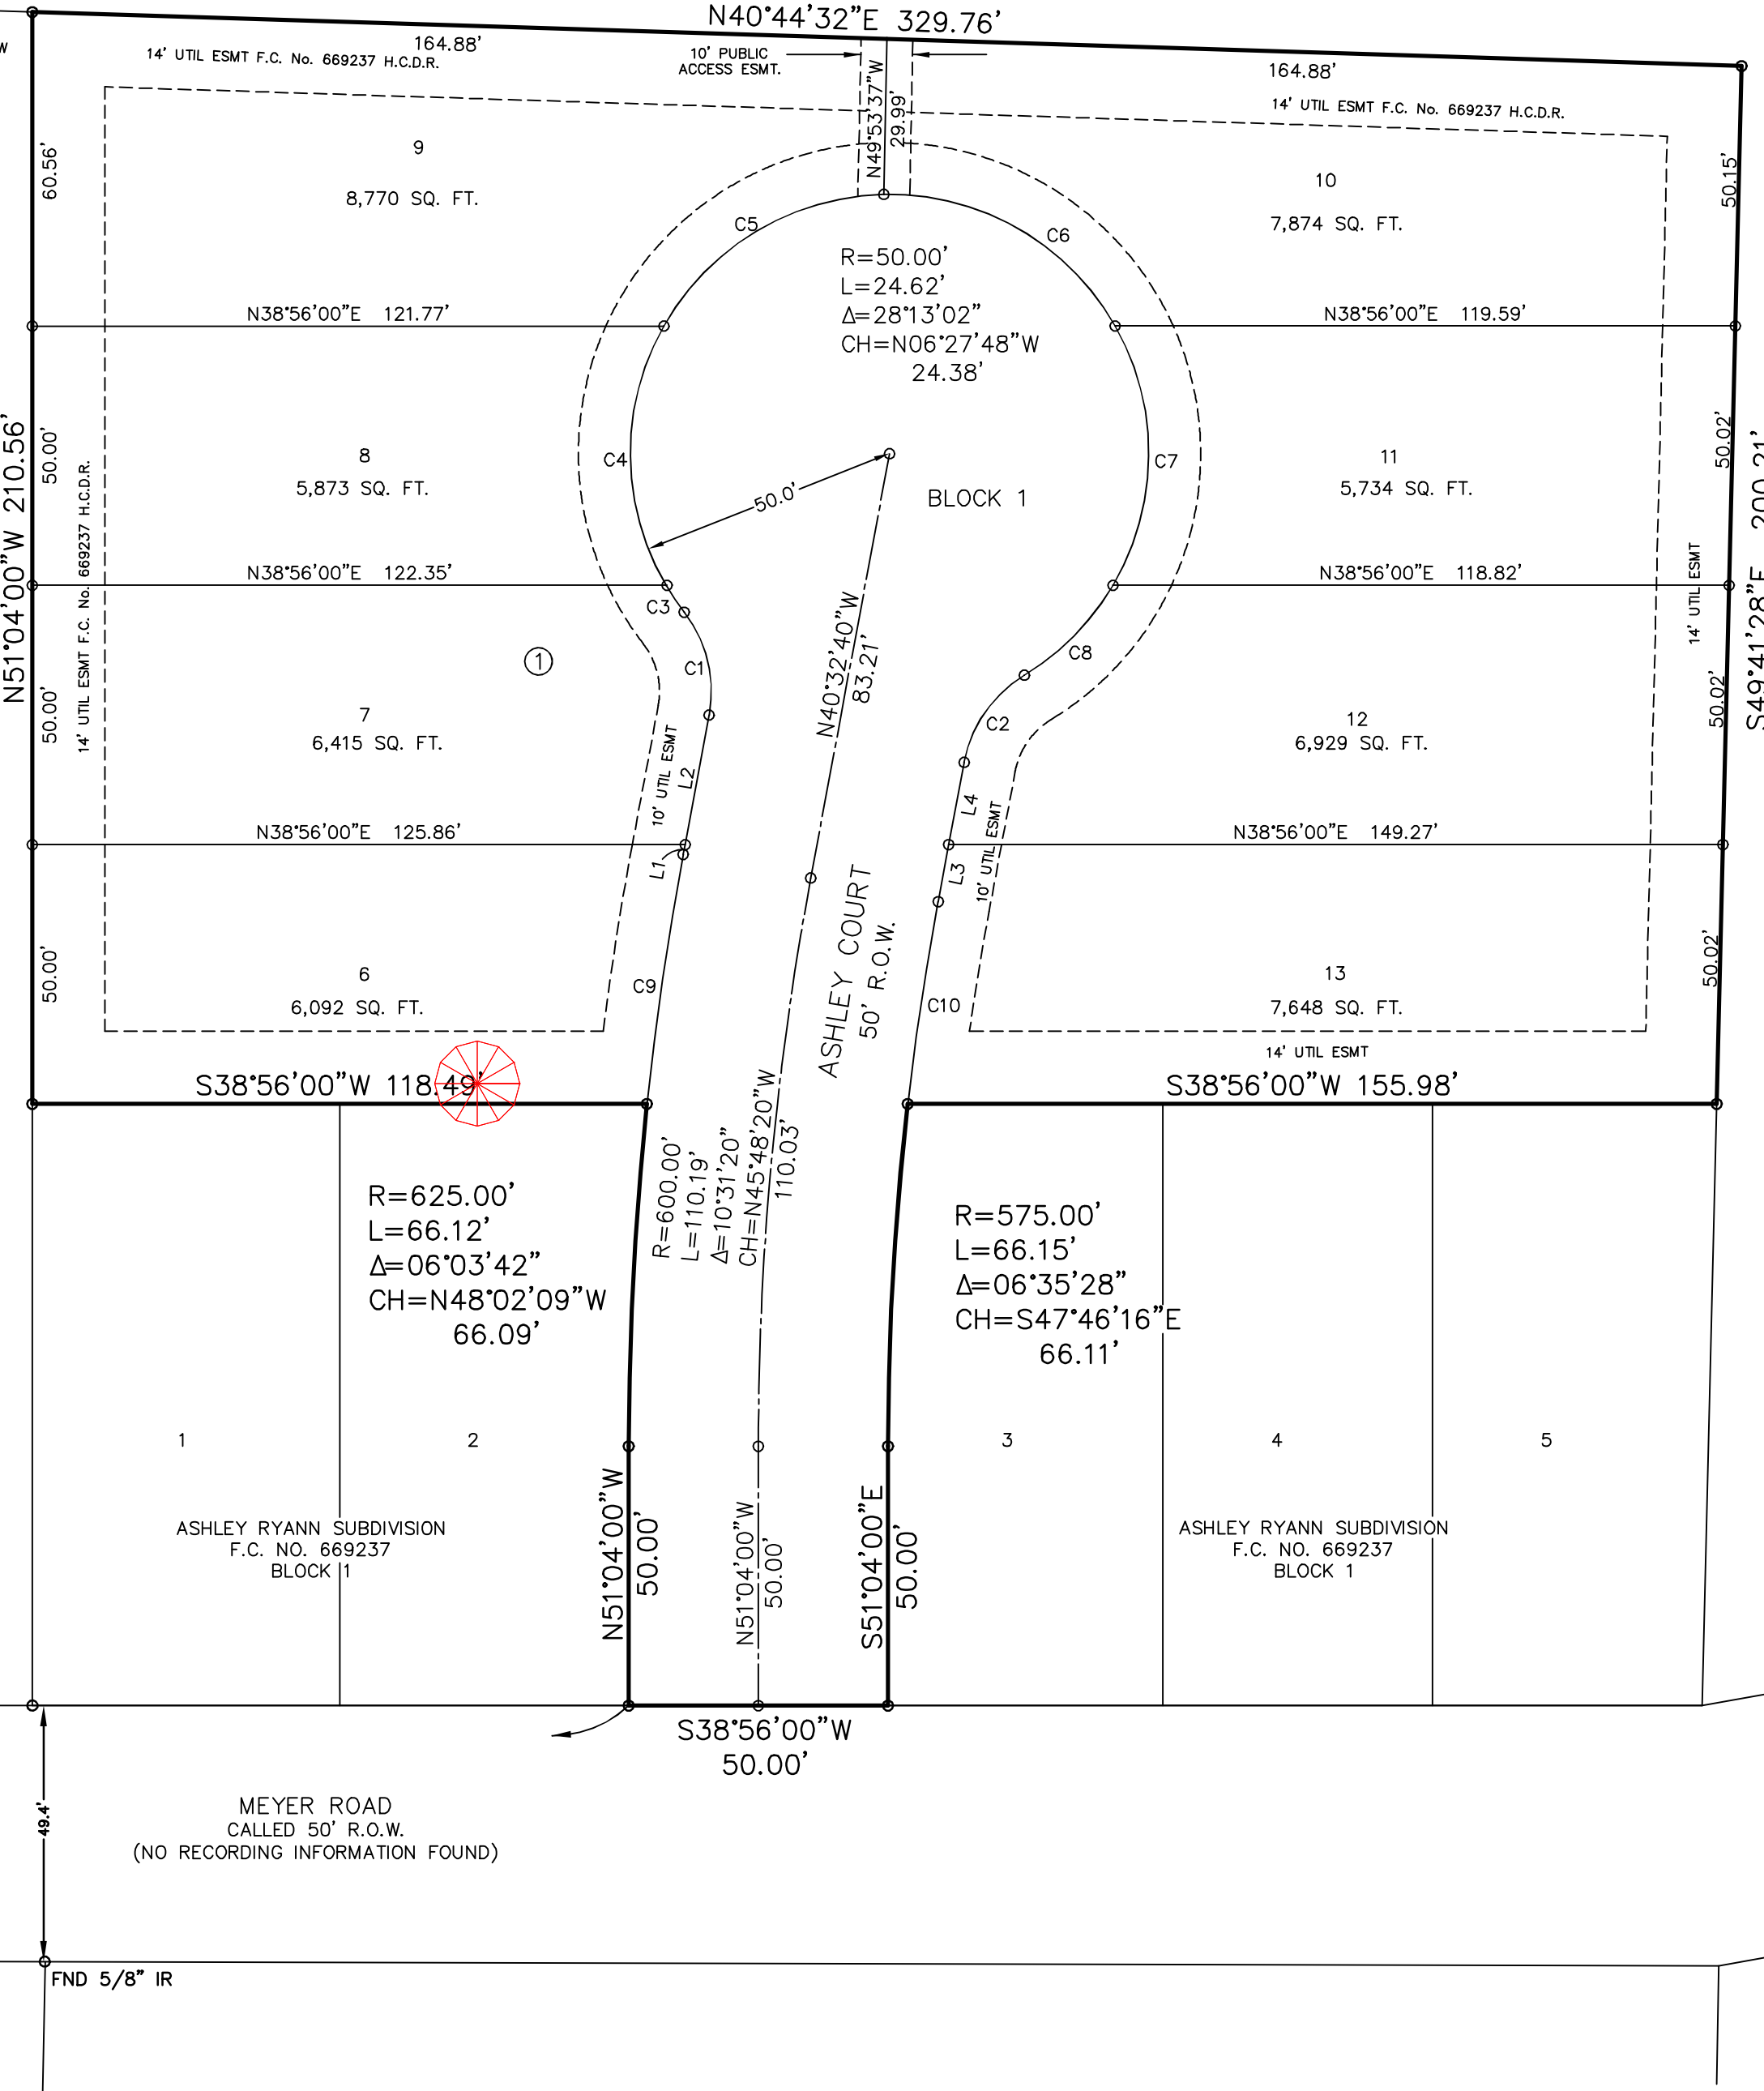 N40°44'32"E 329.76'
W
164.88'
14' UTIL ESMT F.C. No. 669237 H.C.D.R.
10' PUBLIC
ACCESS ESMT.
164.88'
14' UTIL ESMT F.C. No. 669237 H.C.D.R.
N49°53'37"W
29.99'
60.56'
9
8,770 SQ. FT.
10
7,874 SQ. FT.
50.15'
C5
C6
R=50.00'
L=24.62'
Δ=28°13'02"
CH=N06°27'48"W
24.38'
N38°56'00"E 121.77'
N38°56'00"E 119.59'
N51°04'00"W 210.56'
50.00'
14' UTIL ESMT F.C. No. 669237 H.C.D.R.
8
5,873 SQ. FT.
C4
50.0'
BLOCK 1
C7
11
5,734 SQ. FT.
50.02'
S49°41'28"E 200.21'
14' UTIL ESMT
N38°56'00"E 122.35'
N38°56'00"E 118.82'
C3
C1
1
C8
C2
N40°32'40"W
83.21'
50.00'
7
6,415 SQ. FT.
12
6,929 SQ. FT.
50.02'
10' UTIL ESMT
L2
L4
10' UTIL ESMT
N38°56'00"E 125.86'
N38°56'00"E 149.27'
L1
L3
ASHLEY COURT
50' R.O.W.
50.00'
6
6,092 SQ. FT.
C9
C10
13
7,648 SQ. FT.
50.02'
14' UTIL ESMT
S38°56'00"W 118.49'
S38°56'00"W 155.98'
R=600.00'
L=110.19'
Δ=10°31'20"
CH=N45°48'20"W
110.03'
R=625.00'
L=66.12'
Δ=06°03'42"
CH=N48°02'09"W
66.09'
R=575.00'
L=66.15'
Δ=06°35'28"
CH=S47°46'16"E
66.11'
1
2
3
4
5
ASHLEY RYANN SUBDIVISION
F.C. NO. 669237
BLOCK 1
N51°04'00"W
50.00'
N51°04'00"W
50.00'
S51°04'00"E
50.00'
ASHLEY RYANN SUBDIVISION
F.C. NO. 669237
BLOCK 1
S38°56'00"W
50.00'
49.4'
MEYER ROAD
CALLED 50' R.O.W.
(NO RECORDING INFORMATION FOUND)
FND 5/8" IR